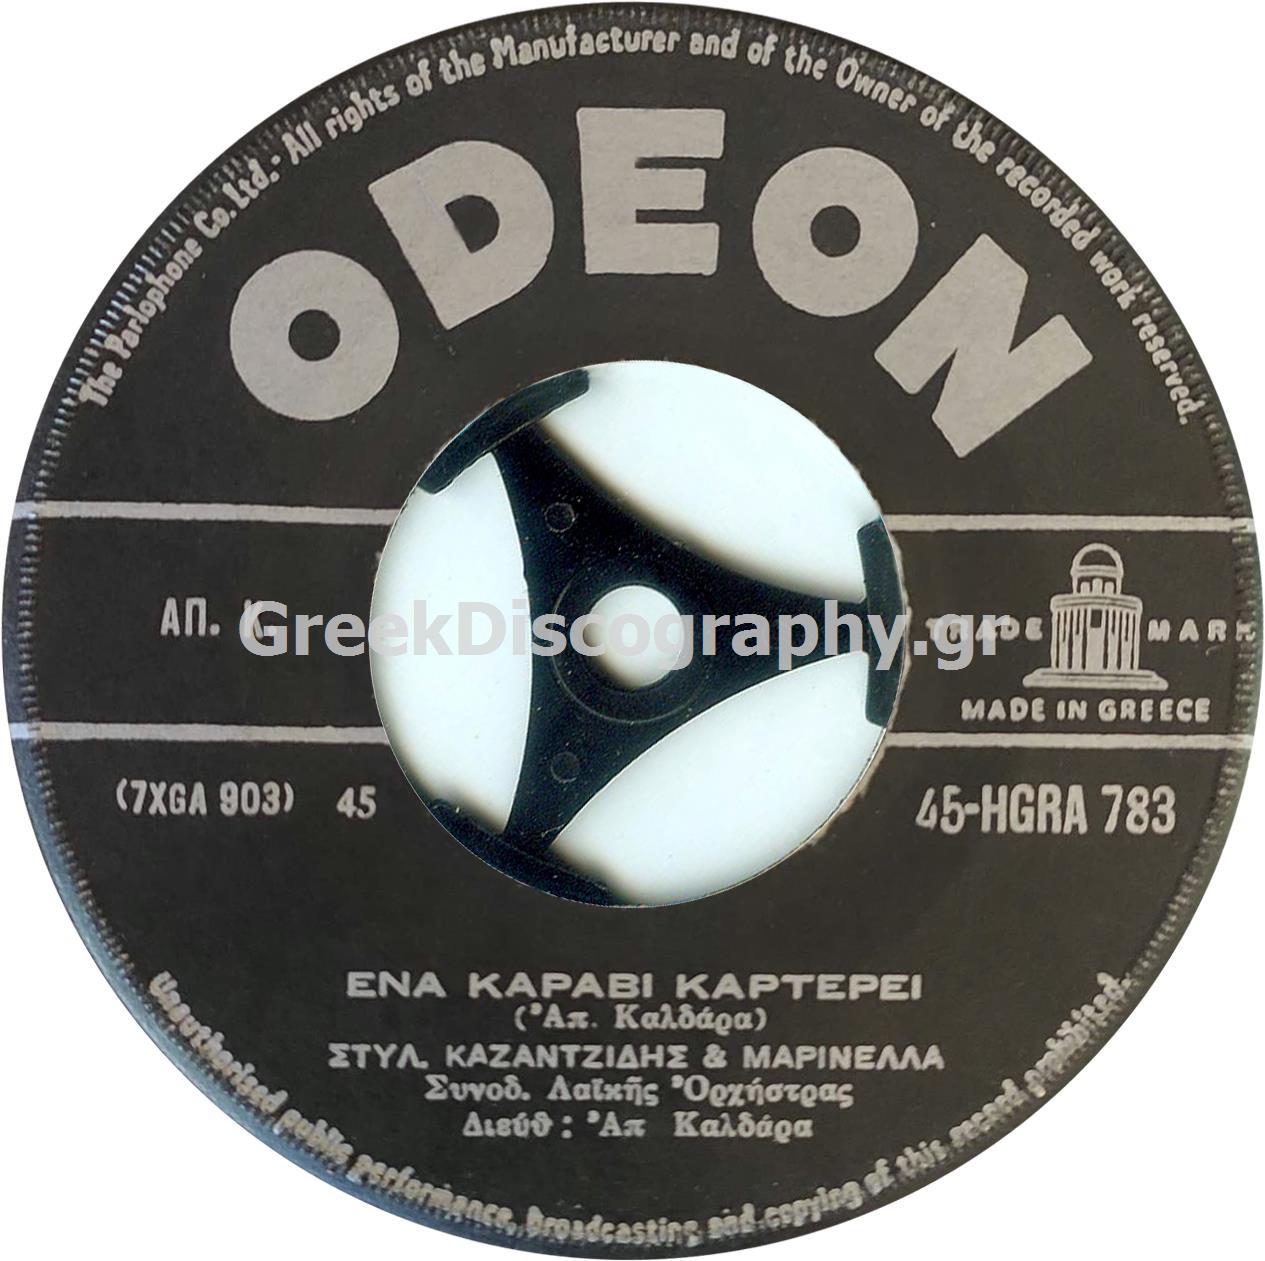 The Parlophone Co. Ltd.: All rights of the Manufacturer and of the Owner of the recorded work reserved.
ODEON
ΑΠ. Κ.
GreekDiscography.gr
TRADE MARK
MADE IN GREECE
(7XGA 903) 45
45-HGRA 783
ΕΝΑ ΚΑΡΑΒΙ ΚΑΡΤΕΡΕΙ
(Ἀπ. Καλδάρα)
ΣΤΥΛ. ΚΑΖΑΝΤΖΙΔΗΣ & ΜΑΡΙΝΕΛΛΑ
Συνοδ. Λαϊκῆς Ὀρχήστρας
Διεύθ: Ἀπ Καλδάρα
Unauthorised public performance, broadcasting and copying of this record prohibited.